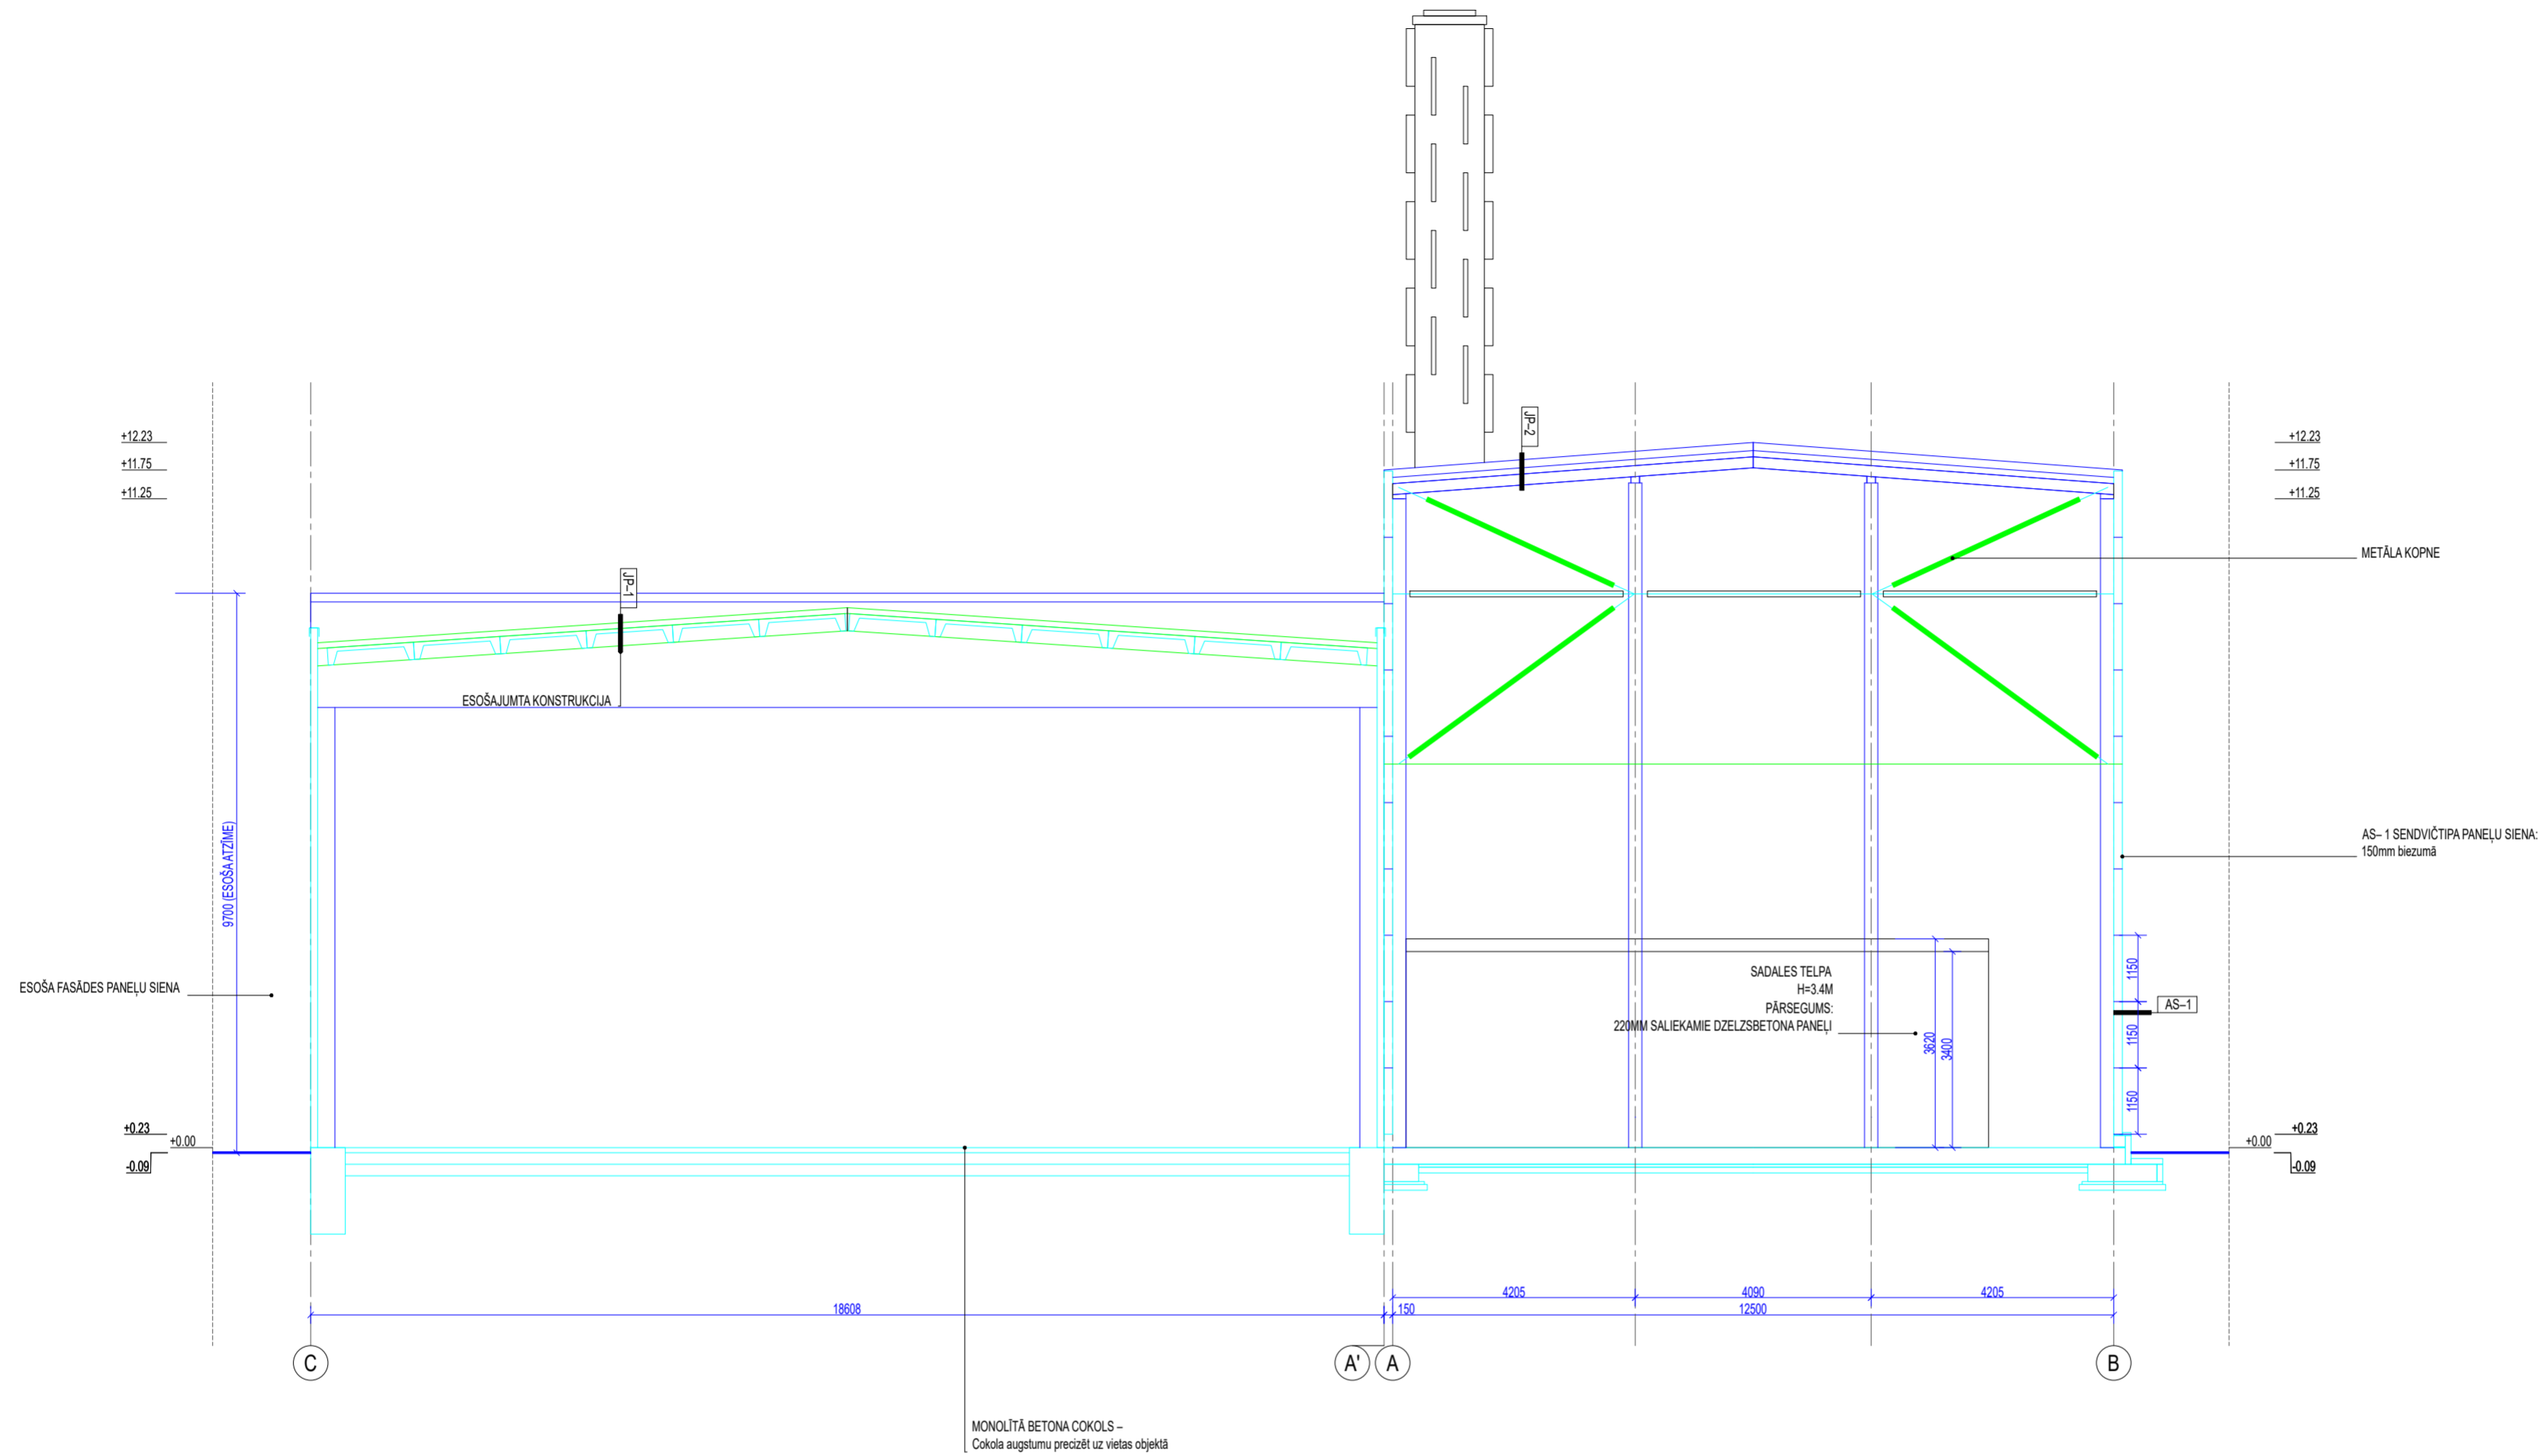 JP–2
+12.23
+11.75
+11.25
+12.23
+11.75
+11.25
METĀLA KOPNE
JP–1
ESOŠAJUMTA KONSTRUKCIJA
9700 (ESOŠA ATZĪME)
AS– 1 SENDVIČTIPA PANEĻU SIENA:
150mm biezumā
ESOŠA FASĀDES PANEĻU SIENA
SADALES TELPA
H=3.4M
PĀRSEGUMS:
220MM SALIEKAMIE DZELZSBETONA PANEĻI
3620
3400
1150
1150
1150
AS–1
+0.23
+0.00
-0.09
+0.23
+0.00
-0.09
4205
4090
4205
18608
150
12500
C
A'
A
B
MONOLĪTĀ BETONA COKOLS –
Cokola augstumu precizēt uz vietas objektā